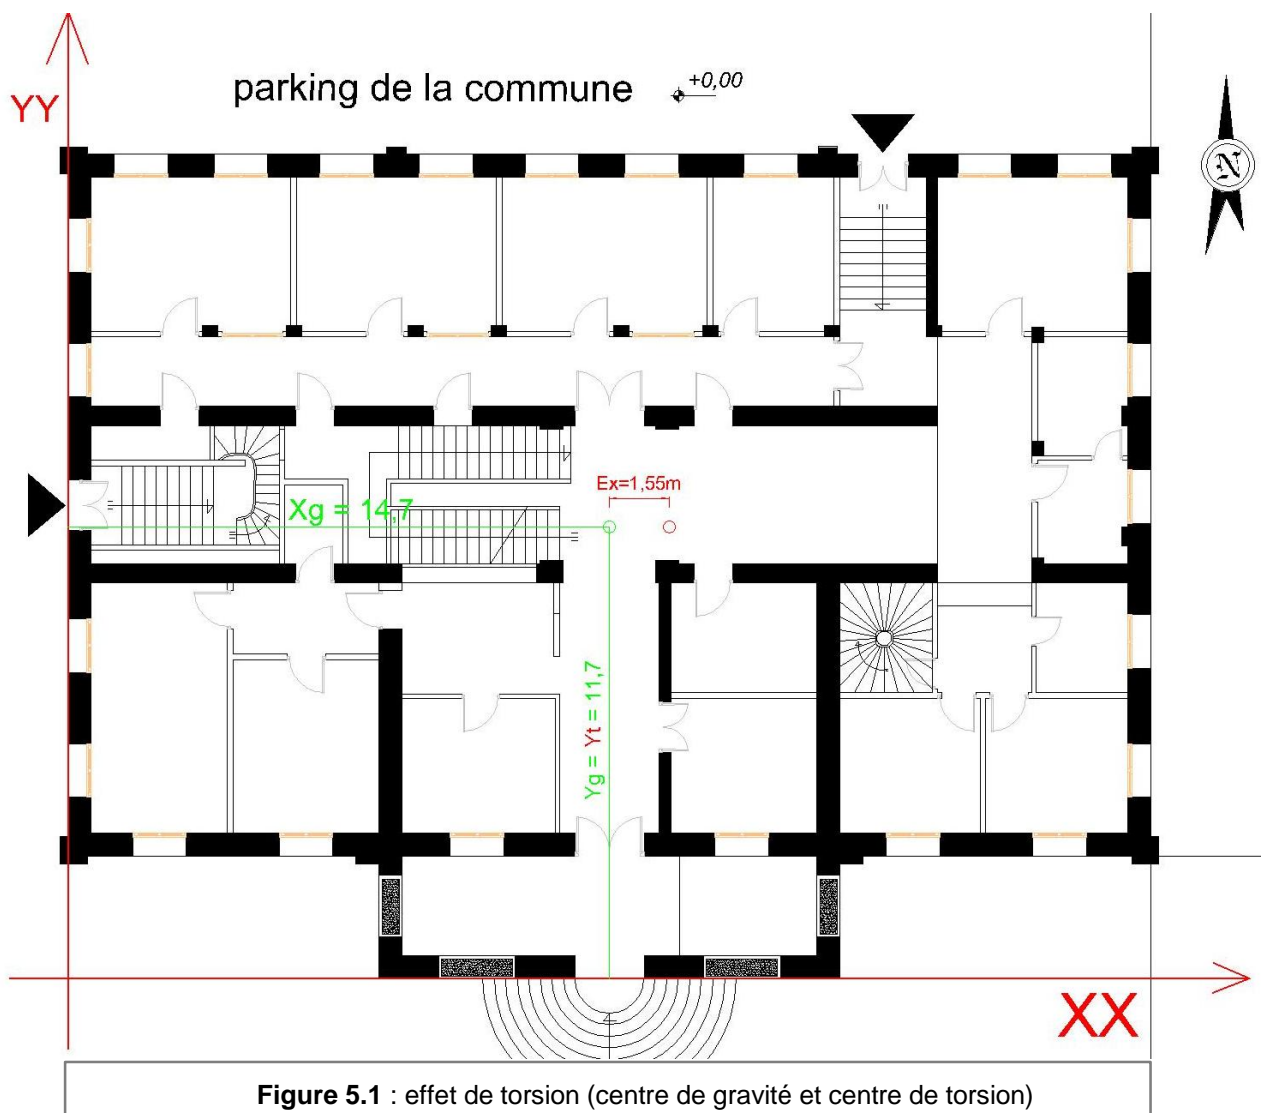 YY
parking de la commune
+0,00
N
Ex=1,55m
Xg = 14,7
Yg = Yt = 11,7
XX
Figure 5.1 : effet de torsion (centre de gravité et centre de torsion)